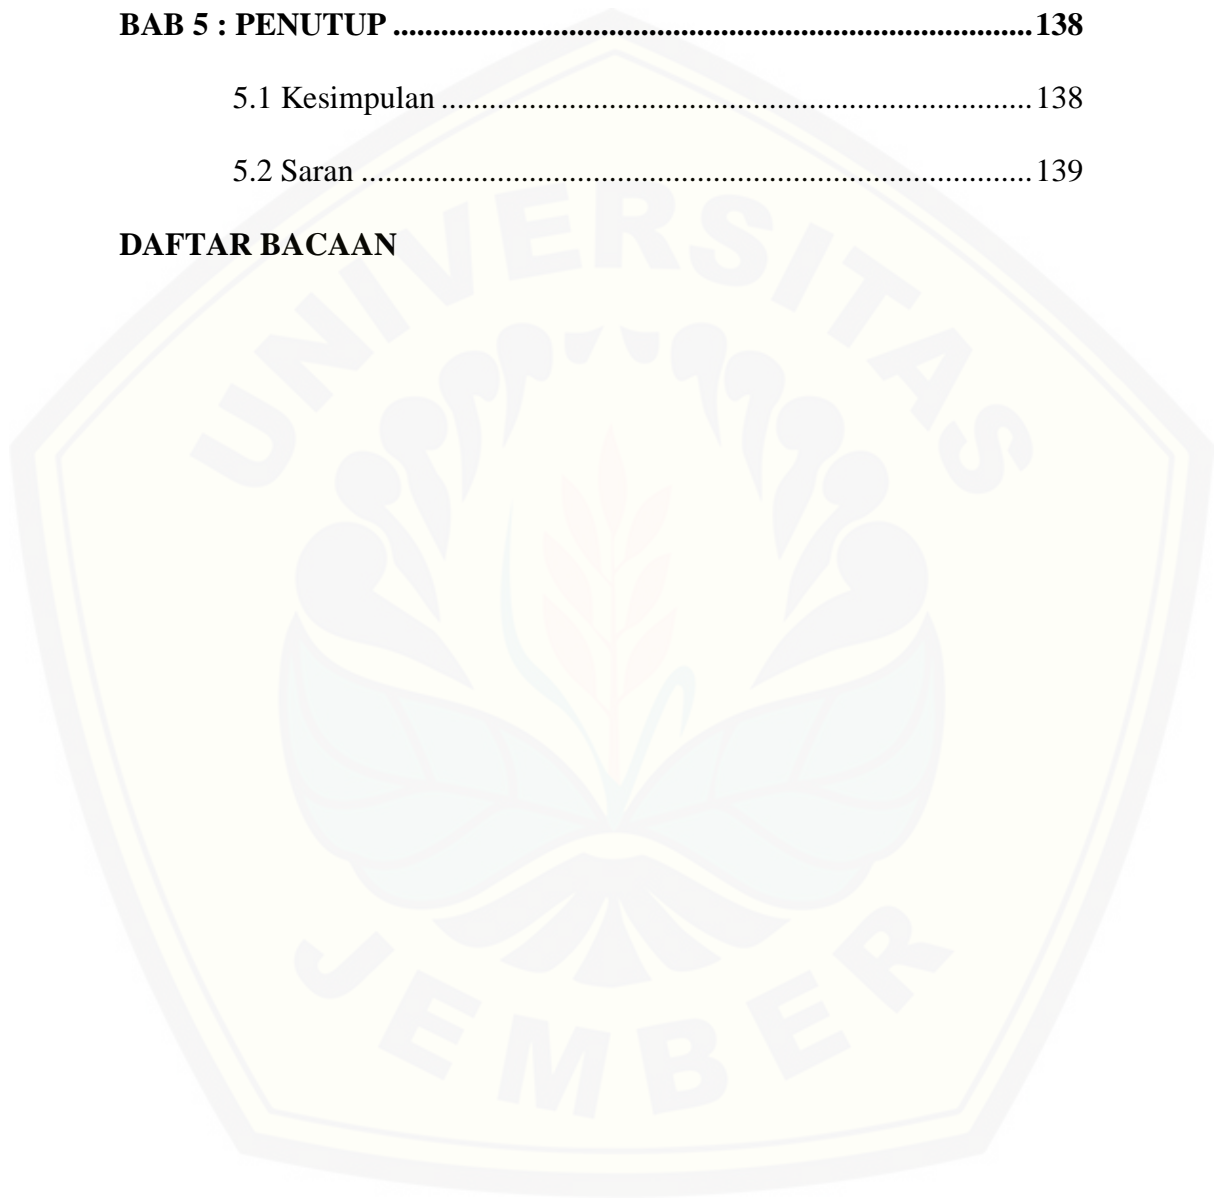 BAB 5 : PENUTUP ................................................................................ 138
5.1 Kesimpulan .......................................................................... 138
5.2 Saran .................................................................................... 139
DAFTAR BACAAN
UNIVERSITAS
JEMBER